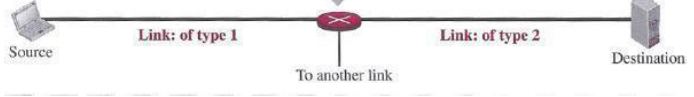 Link: of type 1
Link: of type 2
Source
Destination
To another link